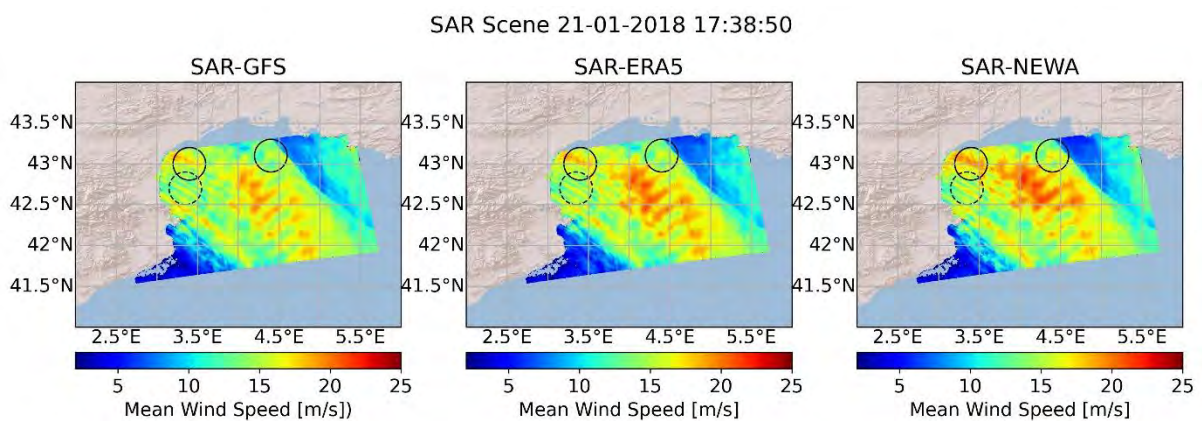 SAR Scene 21-01-2018 17:38:50
SAR-GFS SAR-ERA5 SAR-NEWA
43.5°N 43.5°N 43.5°N
43°N 43°N 43°N
42.5°N 42.5°N 42.5°N
42°N 42°N 42°N
41.5°N 41.5°N 41.5°N
2.5°E 3.5°E 4.5°E 5.5°E 2.5°E 3.5°E 4.5°E 5.5°E 2.5°E 3.5°E 4.5°E 5.5°E
5 10 15 20 25 5 10 15 20 25 5 10 15 20 25
Mean Wind Speed [m/s]) Mean Wind Speed [m/s] Mean Wind Speed [m/s]